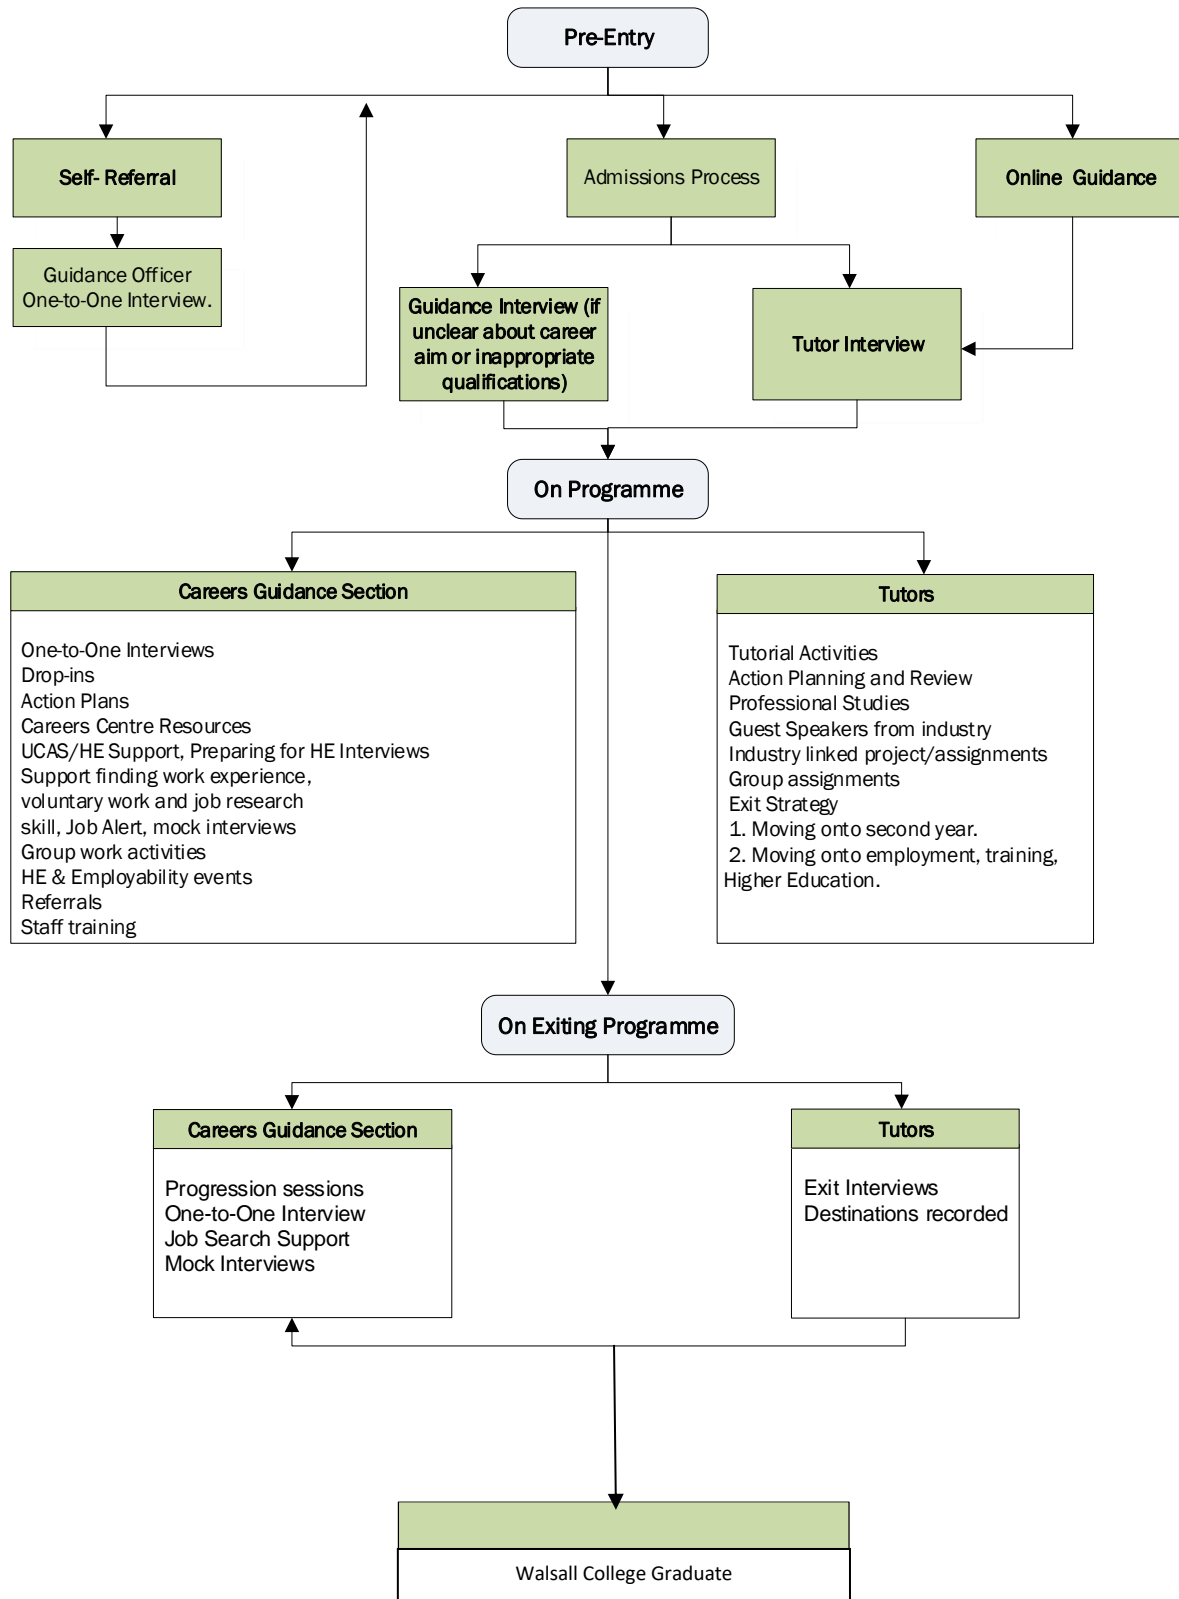 Pre-Entry
Self- Referral
Admissions Process
Online Guidance
Guidance Officer
One-to-One Interview.
Guidance Interview (if
unclear about career
aim or inappropriate
qualifications)
Tutor Interview
On Programme
Careers Guidance Section
One-to-One Interviews
Drop-ins
Action Plans
Careers Centre Resources
UCAS/HE Support, Preparing for HE Interviews
Support finding work experience,
voluntary work and job research
skill, Job Alert, mock interviews
Group work activities
HE & Employability events
Referrals
Staff training
Tutors
Tutorial Activities
Action Planning and Review
Professional Studies
Guest Speakers from industry
Industry linked project/assignments
Group assignments
Exit Strategy
1. Moving onto second year.
2. Moving onto employment, training,
Higher Education.
On Exiting Programme
Careers Guidance Section
Progression sessions
One-to-One Interview
Job Search Support
Mock Interviews
Tutors
Exit Interviews
Destinations recorded
Walsall College Graduate